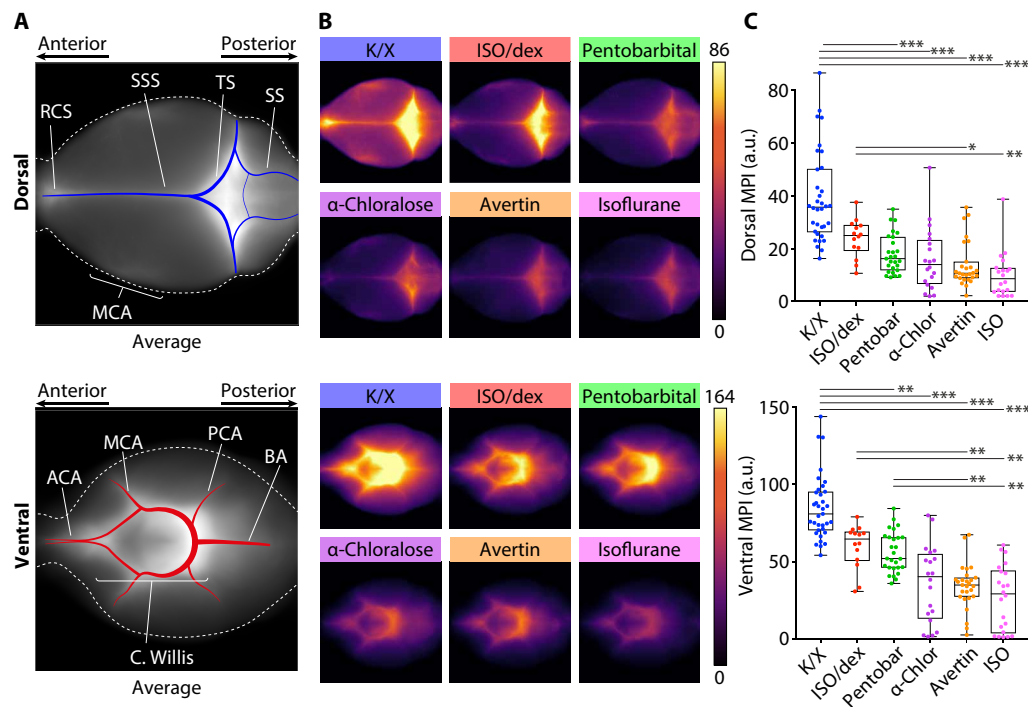 A
Anterior
Posterior
SSS
TS
SS
RCS
MCA
Dorsal
Average
Anterior
Posterior
MCA
PCA
BA
ACA
C. Willis
Ventral
Average
B
K/X
ISO/dex
Pentobarbital
86
α-Chloralose
Avertin
Isoflurane
0
K/X
ISO/dex
Pentobarbital
164
α-Chloralose
Avertin
Isoflurane
0
C
***
***
***
***
*
**
Dorsal MPI (a.u.)
80
60
40
20
0
K/X
ISO/dex
Pentobar
α-Chlor
Avertin
ISO
**
***
***
***
**
**
**
**
Ventral MPI (a.u.)
150
100
50
0
K/X
ISO/dex
Pentobar
α-Chlor
Avertin
ISO